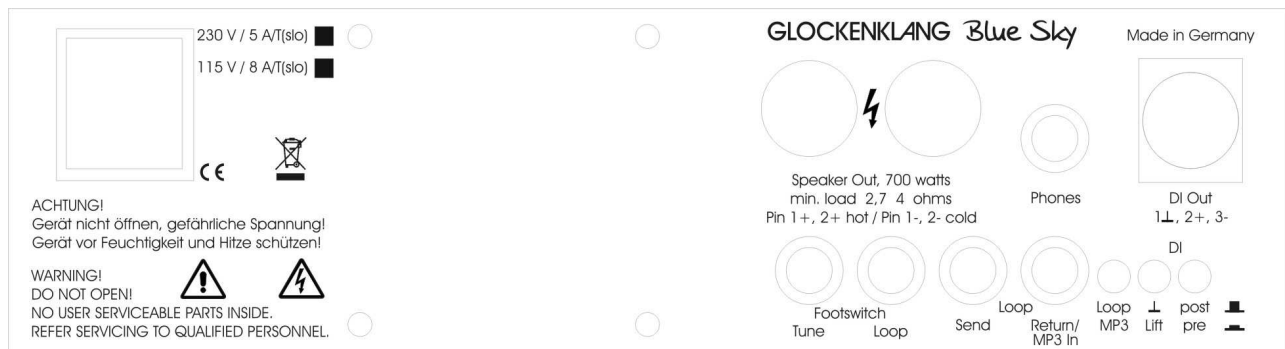 230 V / 5 A/T(slo)
115 V / 8 A/T(slo)
CE
ACHTUNG!
Gerät nicht öffnen, gefährliche Spannung!
Gerät vor Feuchtigkeit und Hitze schützen!
WARNING!
DO NOT OPEN!
NO USER SERVICEABLE PARTS INSIDE.
REFER SERVICING TO QUALIFIED PERSONNEL.
GLOCKENKLANG Blue Sky
Made in Germany
Speaker Out, 700 watts
min. load 2,7 4 ohms
Pin 1+, 2+ hot / Pin 1-, 2- cold
Phones
DI Out
1⊥, 2+, 3-
DI
Footswitch
Tune Loop
Loop
Send Return/
MP3 In
Loop ⊥ post
MP3 Lift pre